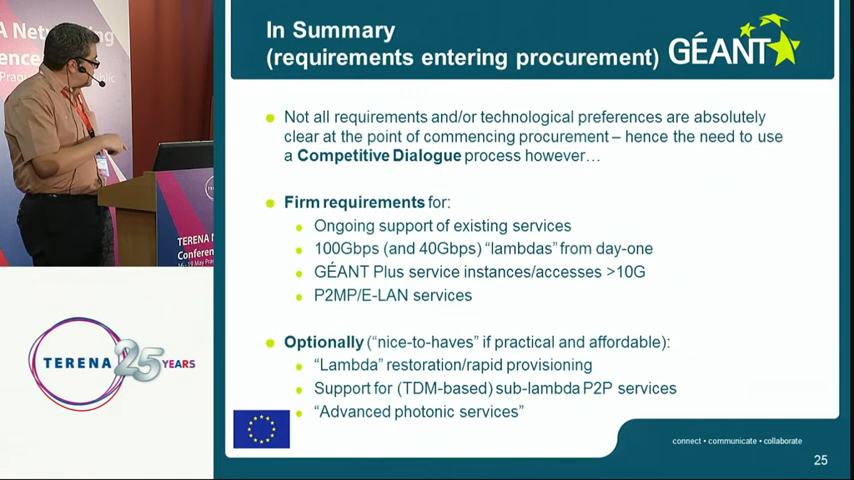 In Summary
(requirements entering procurement)
GÉANT
Not all requirements and/or technological preferences are absolutely
clear at the point of commencing procurement – hence the need to use
a Competitive Dialogue process however…
Firm requirements for:
Ongoing support of existing services
100Gbps (and 40Gbps) “lambdas” from day-one
GÉANT Plus service instances/accesses >10G
P2MP/E-LAN services
Optionally (“nice-to-haves” if practical and affordable):
“Lambda” restoration/rapid provisioning
Support for (TDM-based) sub-lambda P2P services
“Advanced photonic services”
connect • communicate • collaborate
25
TERENA
TERENA 25 YEARS